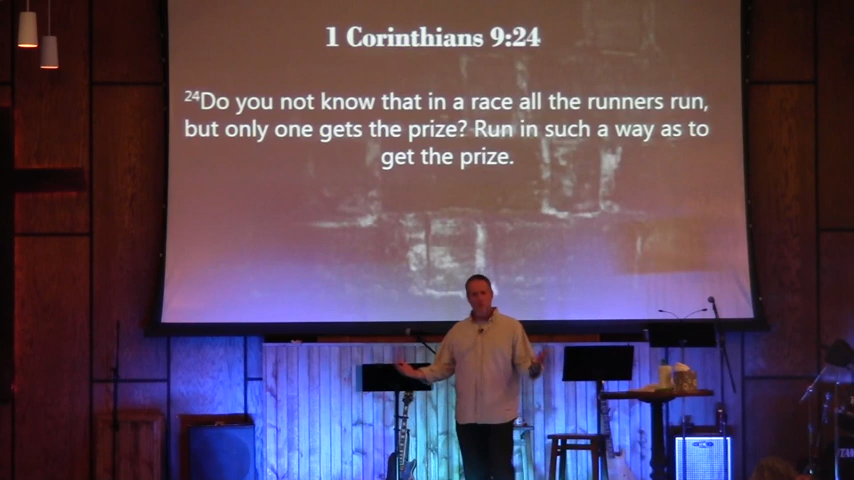 1 Corinthians 9:24
24Do you not know that in a race all the runners run,
but only one gets the prize? Run in such a way as to
get the prize.